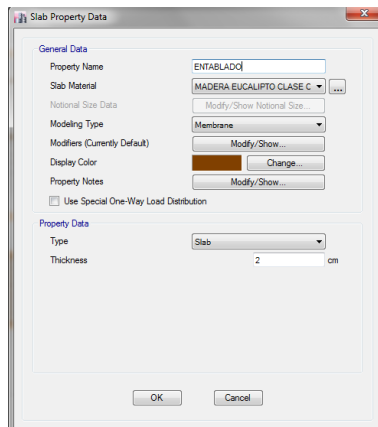 Slab Property Data
General Data
Property Name ENTABLADO
Slab Material MADERA EUCALIPTO CLASE C ...
Notional Size Data Modify/Show Notional Size...
Modeling Type Membrane
Modifiers (Currently Default) Modify/Show...
Display Color Change...
Property Notes Modify/Show...
Use Special One-Way Load Distribution
Property Data
Type Slab
Thickness 2 cm
OK Cancel